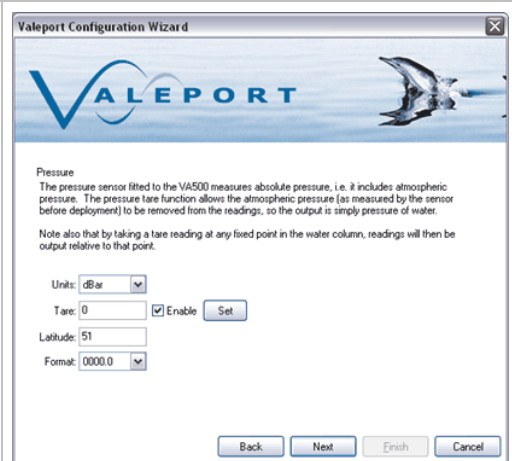 Valeport Configuration Wizard
VALEPORT
Pressure
The pressure sensor fitted to the VA500 measures absolute pressure, i.e. it includes atmospheric
pressure. The pressure tare function allows the atmospheric pressure (as measured by the sensor
before deployment) to be removed from the readings, so the output is simply pressure of water.
Note also that by taking a tare reading at any fixed point in the water column, readings will then be
output relative to that point.
Units: dBar
Tare: 0 Enable Set
Latitude: 51
Format: 0000.0
Back Next Finish Cancel